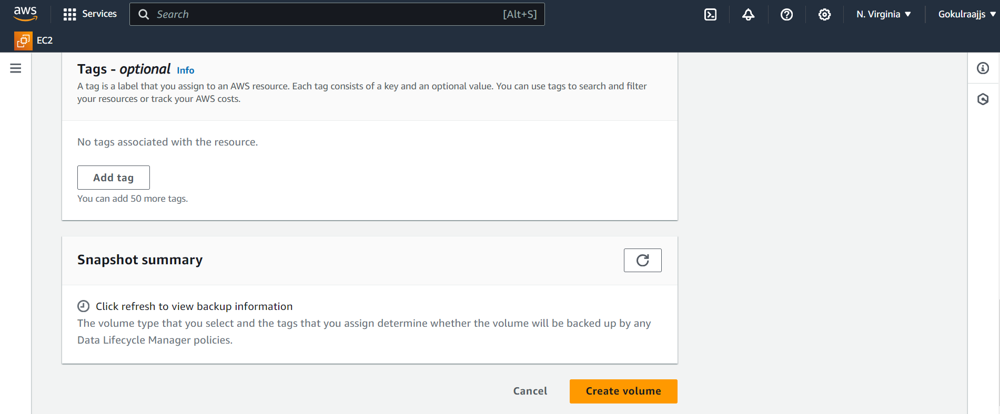 aws
Services
Search
[Alt+S]
N. Virginia
Gokulraajjs
EC2
Tags - optional Info
A tag is a label that you assign to an AWS resource. Each tag consists of a key and an optional value. You can use tags to search and filter
your resources or track your AWS costs.
No tags associated with the resource.
Add tag
You can add 50 more tags.
Snapshot summary
Click refresh to view backup information
The volume type that you select and the tags that you assign determine whether the volume will be backed up by any
Data Lifecycle Manager policies.
Cancel
Create volume